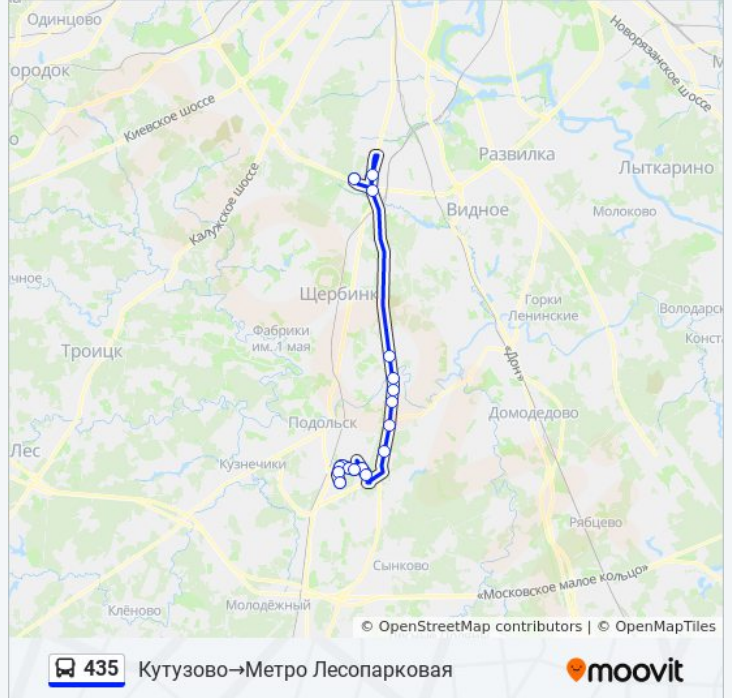 Одинцово
Новорязанское шоссе
ородок
Киевское шоссе
о
М
Развилка
Лыткарино
Калужское шоссе
Видное
Молоково
чное
Щербинк
Горки
Ленинские
Володарск
Фабрики
им. 1 мая
Конст
Троицк
«Дон»
Подольск
Домодедово
Лес
Кузнечики
Рябцево
Сынково
«Московское малое кольцо»
Клёново
Молодёжный
© OpenStreetMap contributors | © OpenMapTiles
435 Кутузово→Метро Лесопарковая
moovit